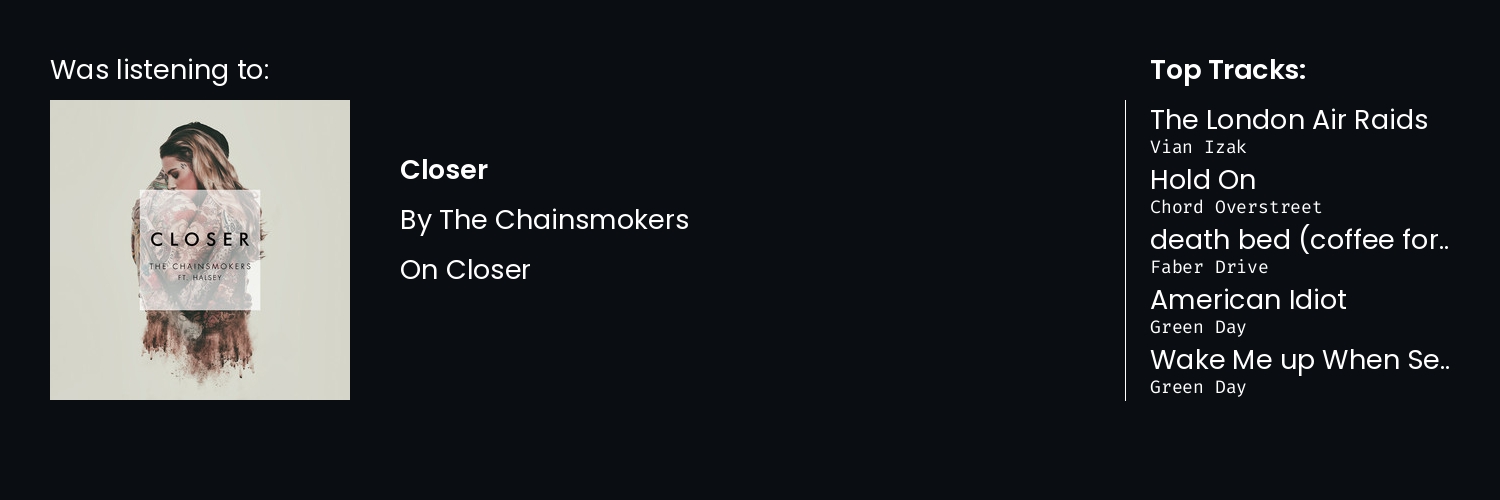 Was listening to:
CLOSER
THE CHAINSMOKERS
FT. HALSEY
Closer
By The Chainsmokers
On Closer
Top Tracks:
The London Air Raids
Vian Izak
Hold On
Chord Overstreet
death bed (coffee for..
Faber Drive
American Idiot
Green Day
Wake Me up When Se..
Green Day